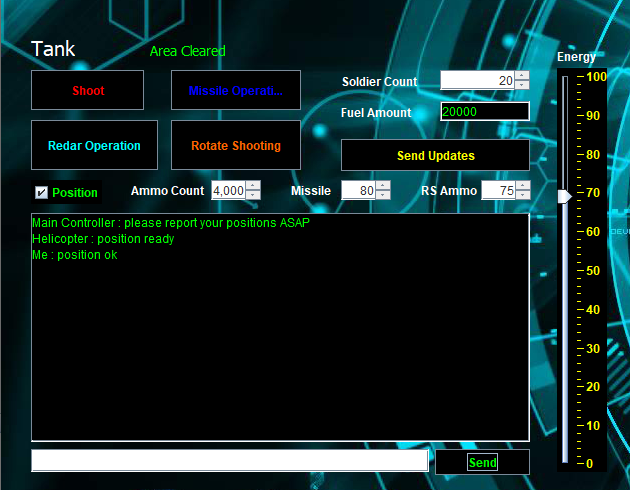 Tank
Area Cleared
Energy
Shoot
Missile Operati...
Soldier Count
20
Fuel Amount
20000
Redar Operation
Rotate Shooting
Send Updates
Position
Ammo Count
4,000
Missile
80
RS Ammo
75
Main Controller : please report your positions ASAP
Helicopter : position ready
Me : position ok
Send
100
90
80
70
60
50
40
30
20
10
0